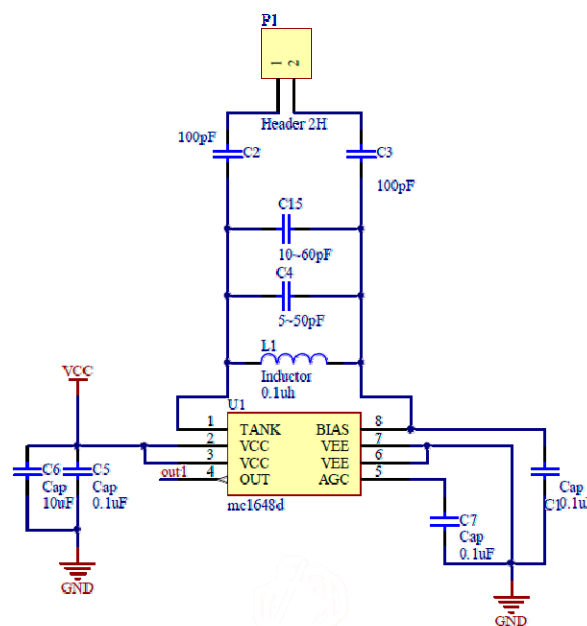 P1
1 2
Header 2H
100pF
C2
C3
100pF
C15
10~60pF
C4
5~50pF
L1
Inductor
0.1uh
VCC
U1
1 TANK BIAS 8
2 VCC VEE 7
3 VCC VEE 6
out1 4 OUT AGC 5
mc1648d
C6
Cap
10uF
C5
Cap
0.1uF
C7
Cap
0.1uF
Cap
C1
0.1uF
GND
GND